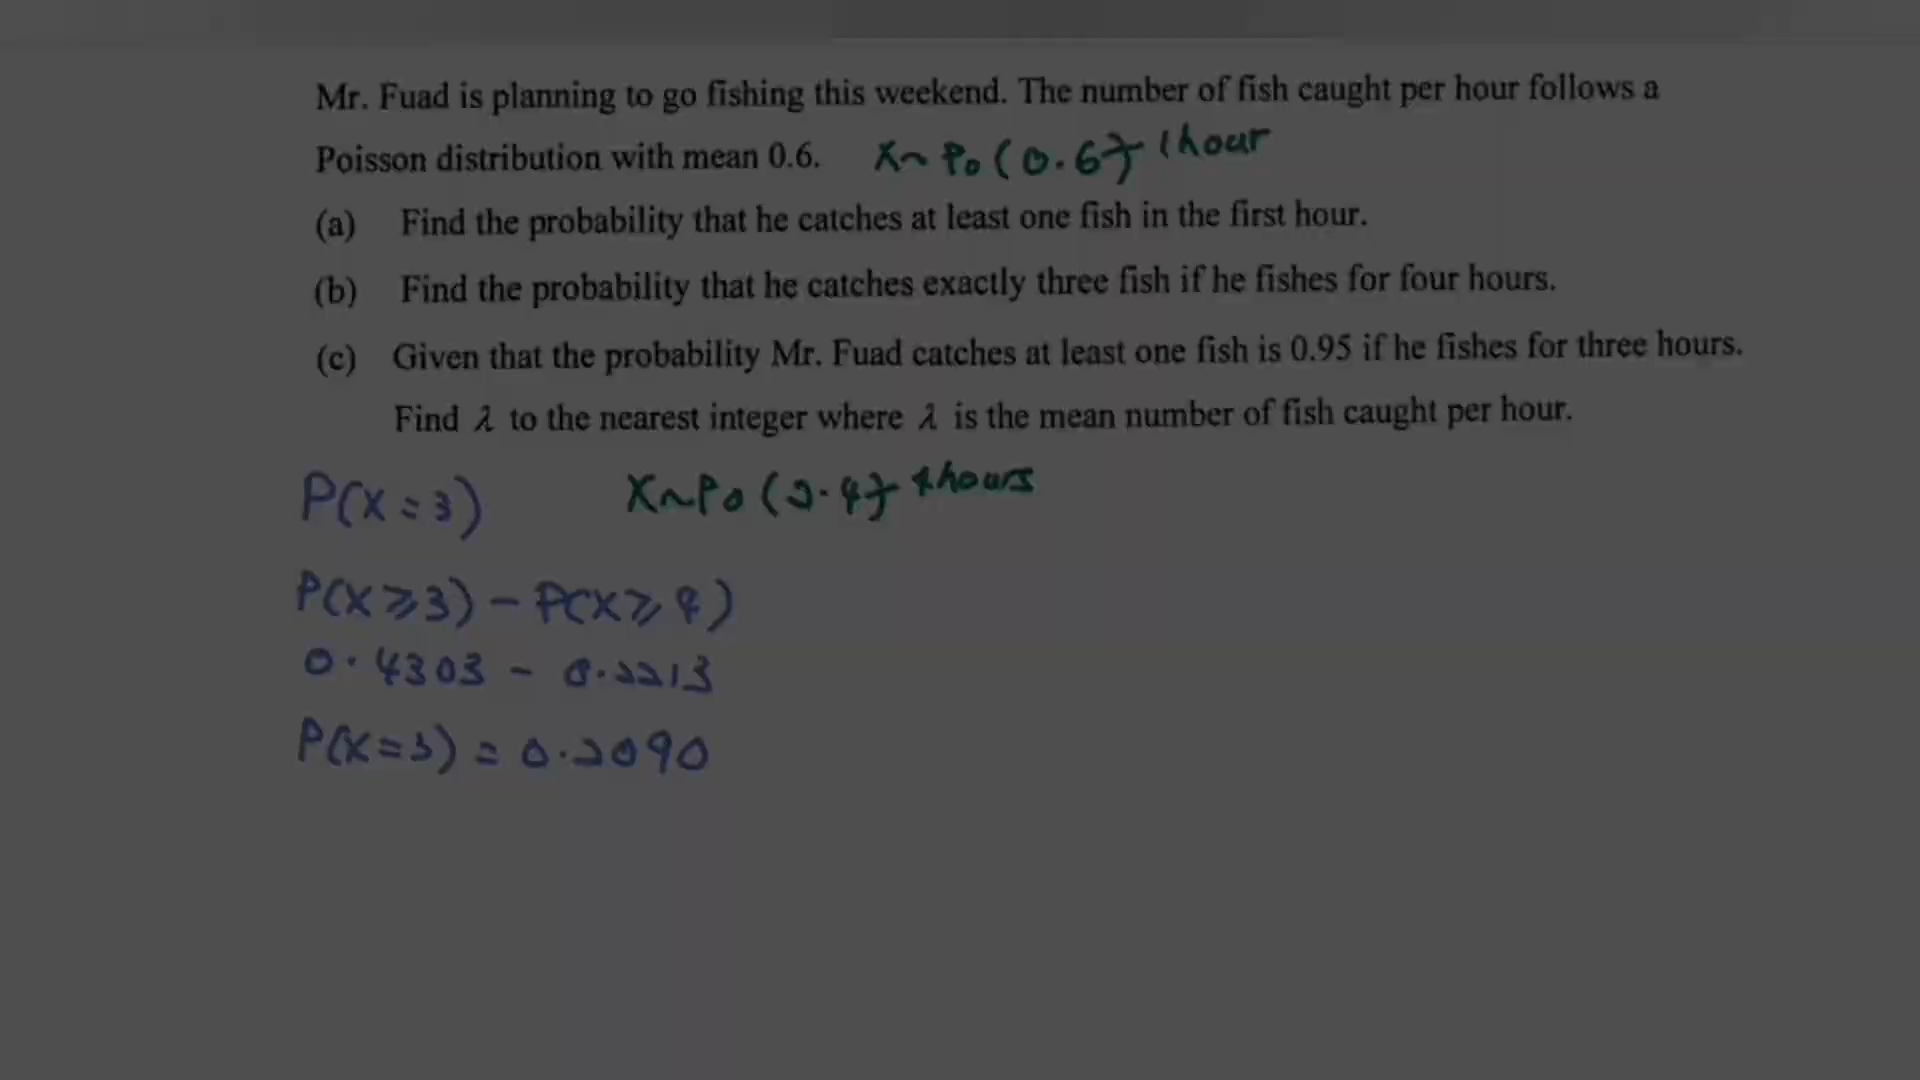 Mr. Fuad is planning to go fishing this weekend. The number of fish caught per hour follows a
Poisson distribution with mean 0.6. X~Po(0.6) 1 hour
(a) Find the probability that he catches at least one fish in the first hour.
(b) Find the probability that he catches exactly three fish if he fishes for four hours.
(c) Given that the probability Mr. Fuad catches at least one fish is 0.95 if he fishes for three hours.
Find λ to the nearest integer where λ is the mean number of fish caught per hour.
P(X=3) X~Po(2.4) 4 hours
P(X⩾3) - P(X⩾4)
0.4303 - 0.2213
P(X=3) = 0.2090